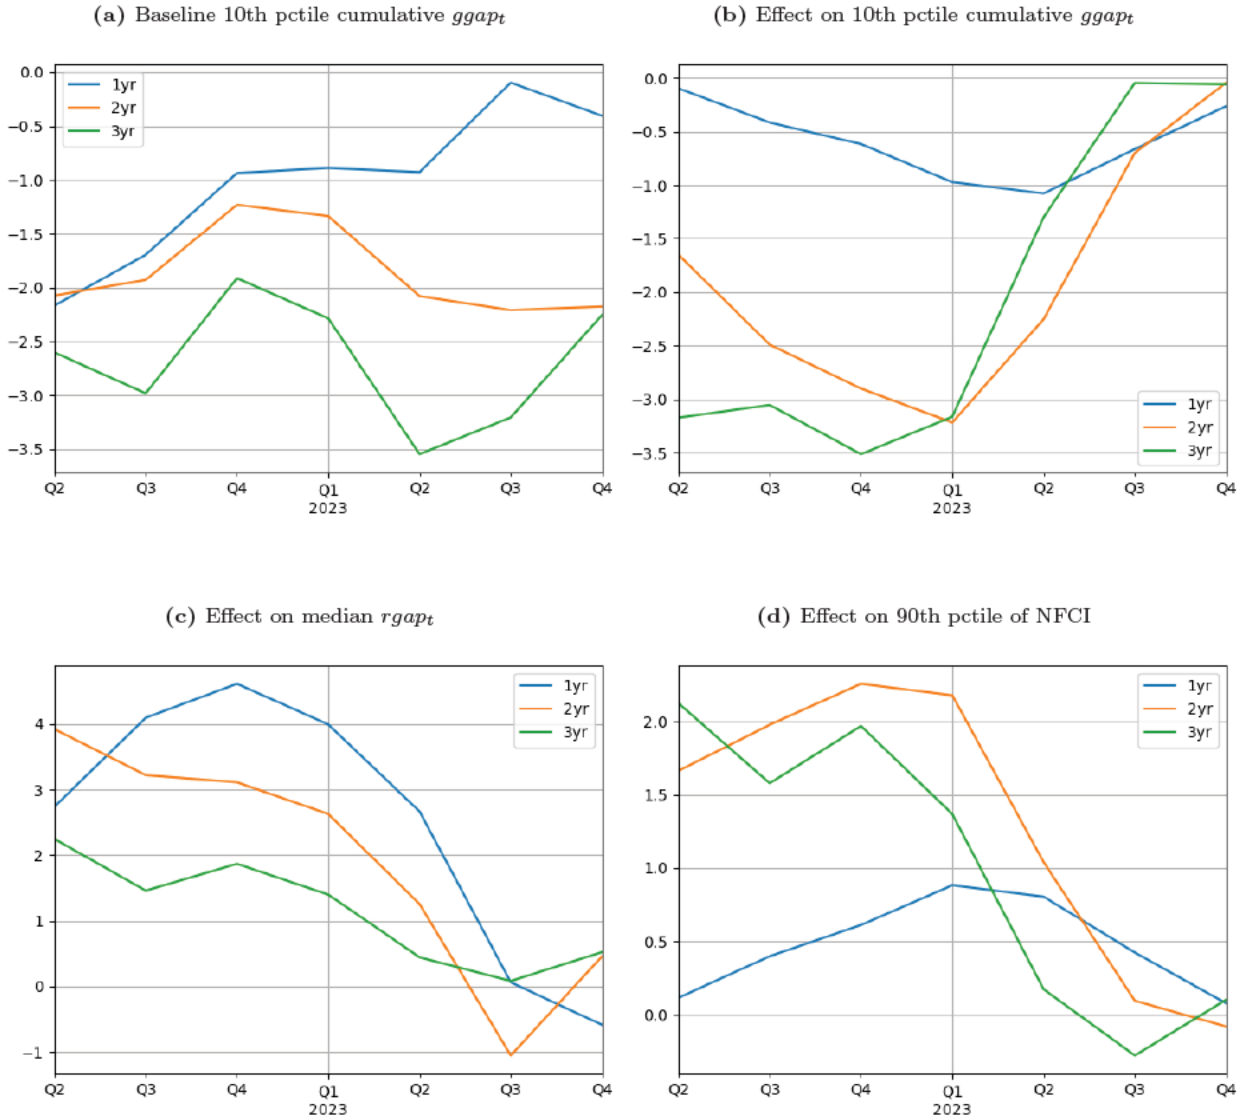 (a) Baseline 10th pctile cumulative ggapt
0.0
−0.5
−1.0
−1.5
−2.0
−2.5
−3.0
−3.5
1yr
2yr
3yr
Q2 Q3 Q4 Q1 Q2 Q3 Q4
2023
(b) Effect on 10th pctile cumulative ggapt
0.0
−0.5
−1.0
−1.5
−2.0
−2.5
−3.0
−3.5
1yr
2yr
3yr
Q2 Q3 Q4 Q1 Q2 Q3 Q4
2023
(c) Effect on median rgapt
4
3
2
1
0
−1
1yr
2yr
3yr
Q2 Q3 Q4 Q1 Q2 Q3 Q4
2023
(d) Effect on 90th pctile of NFCI
2.0
1.5
1.0
0.5
0.0
1yr
2yr
3yr
Q2 Q3 Q4 Q1 Q2 Q3 Q4
2023